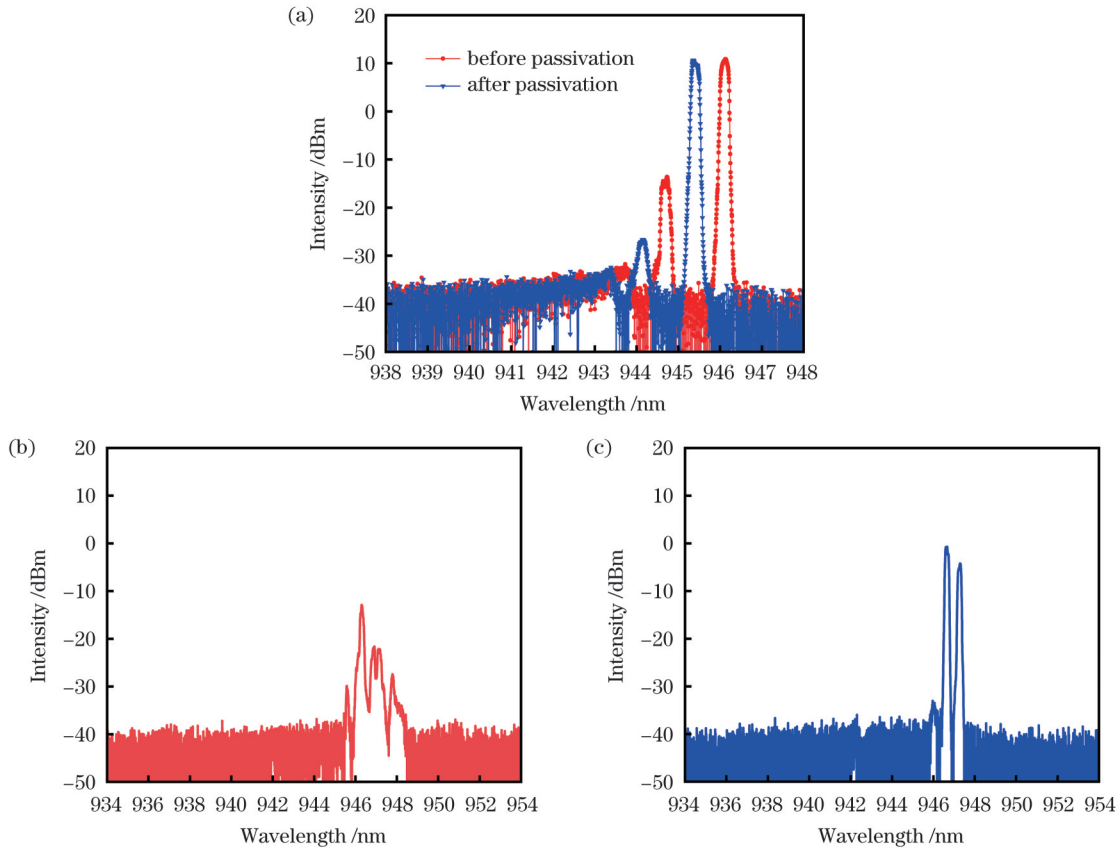 (a)
20
10
0
−10
−20
−30
−40
−50
Intensity /dBm
before passivation
after passivation
938 939 940 941 942 943 944 945 946 947 948
Wavelength /nm
(b)
20
10
0
−10
−20
−30
−40
−50
Intensity /dBm
934 936 938 940 942 944 946 948 950 952 954
Wavelength /nm
(c)
20
10
0
−10
−20
−30
−40
−50
Intensity /dBm
934 936 938 940 942 944 946 948 950 952 954
Wavelength /nm